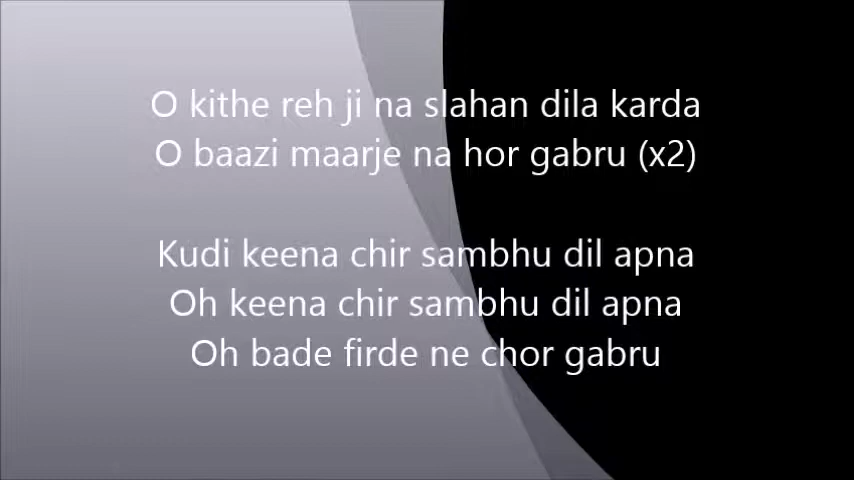 O kithe reh ji na slahan dila karda
O baazi maarje na hor gabru (x2)
Kudi keena chir sambhu dil apna
Oh keena chir sambhu dil apna
Oh bade firde ne chor gabru